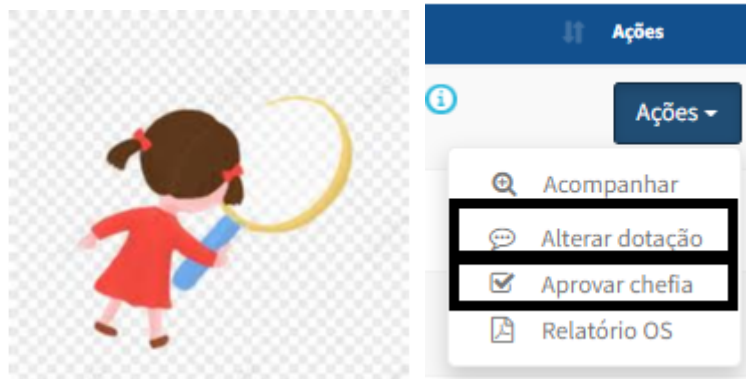 Ações
Ações
Acompanhar
Alterar dotação
Aprovar chefia
Relatório OS